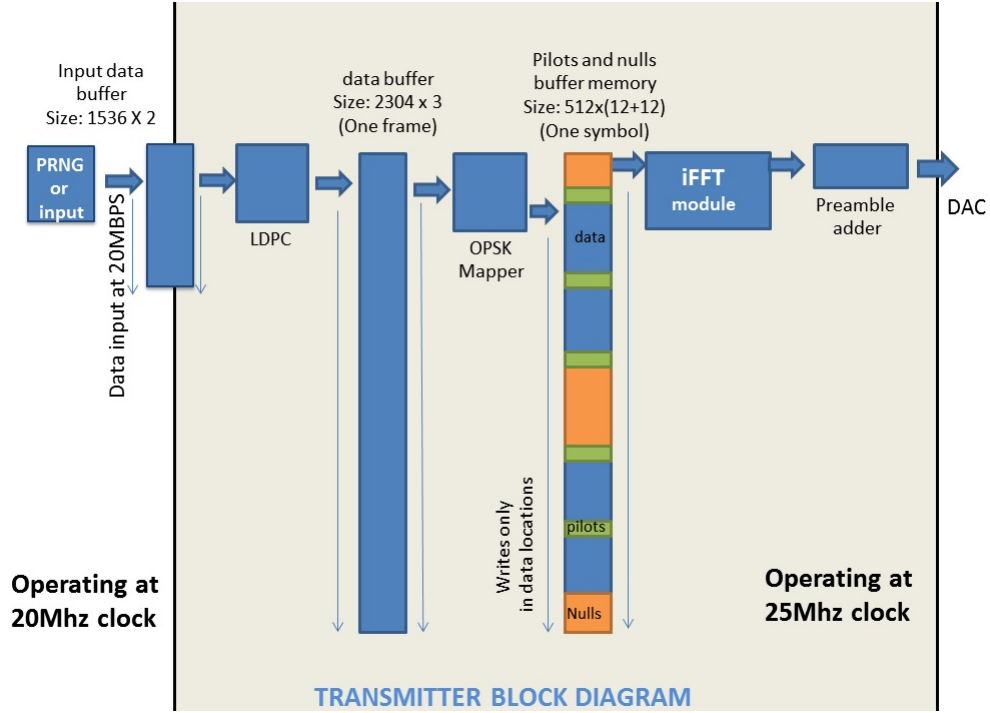 Input data
buffer
Size: 1536 X 2
data buffer
Size: 2304 x 3
(One frame)
Pilots and nulls
buffer memory
Size: 512x(12+12)
(One symbol)
PRNG
or
input
Data input at 20MBPS
LDPC
OPSK
Mapper
data
pilots
Nulls
Writes only
in data locations
iFFT
module
Preamble
adder
DAC
Operating at
20Mhz clock
Operating at
25Mhz clock
TRANSMITTER BLOCK DIAGRAM